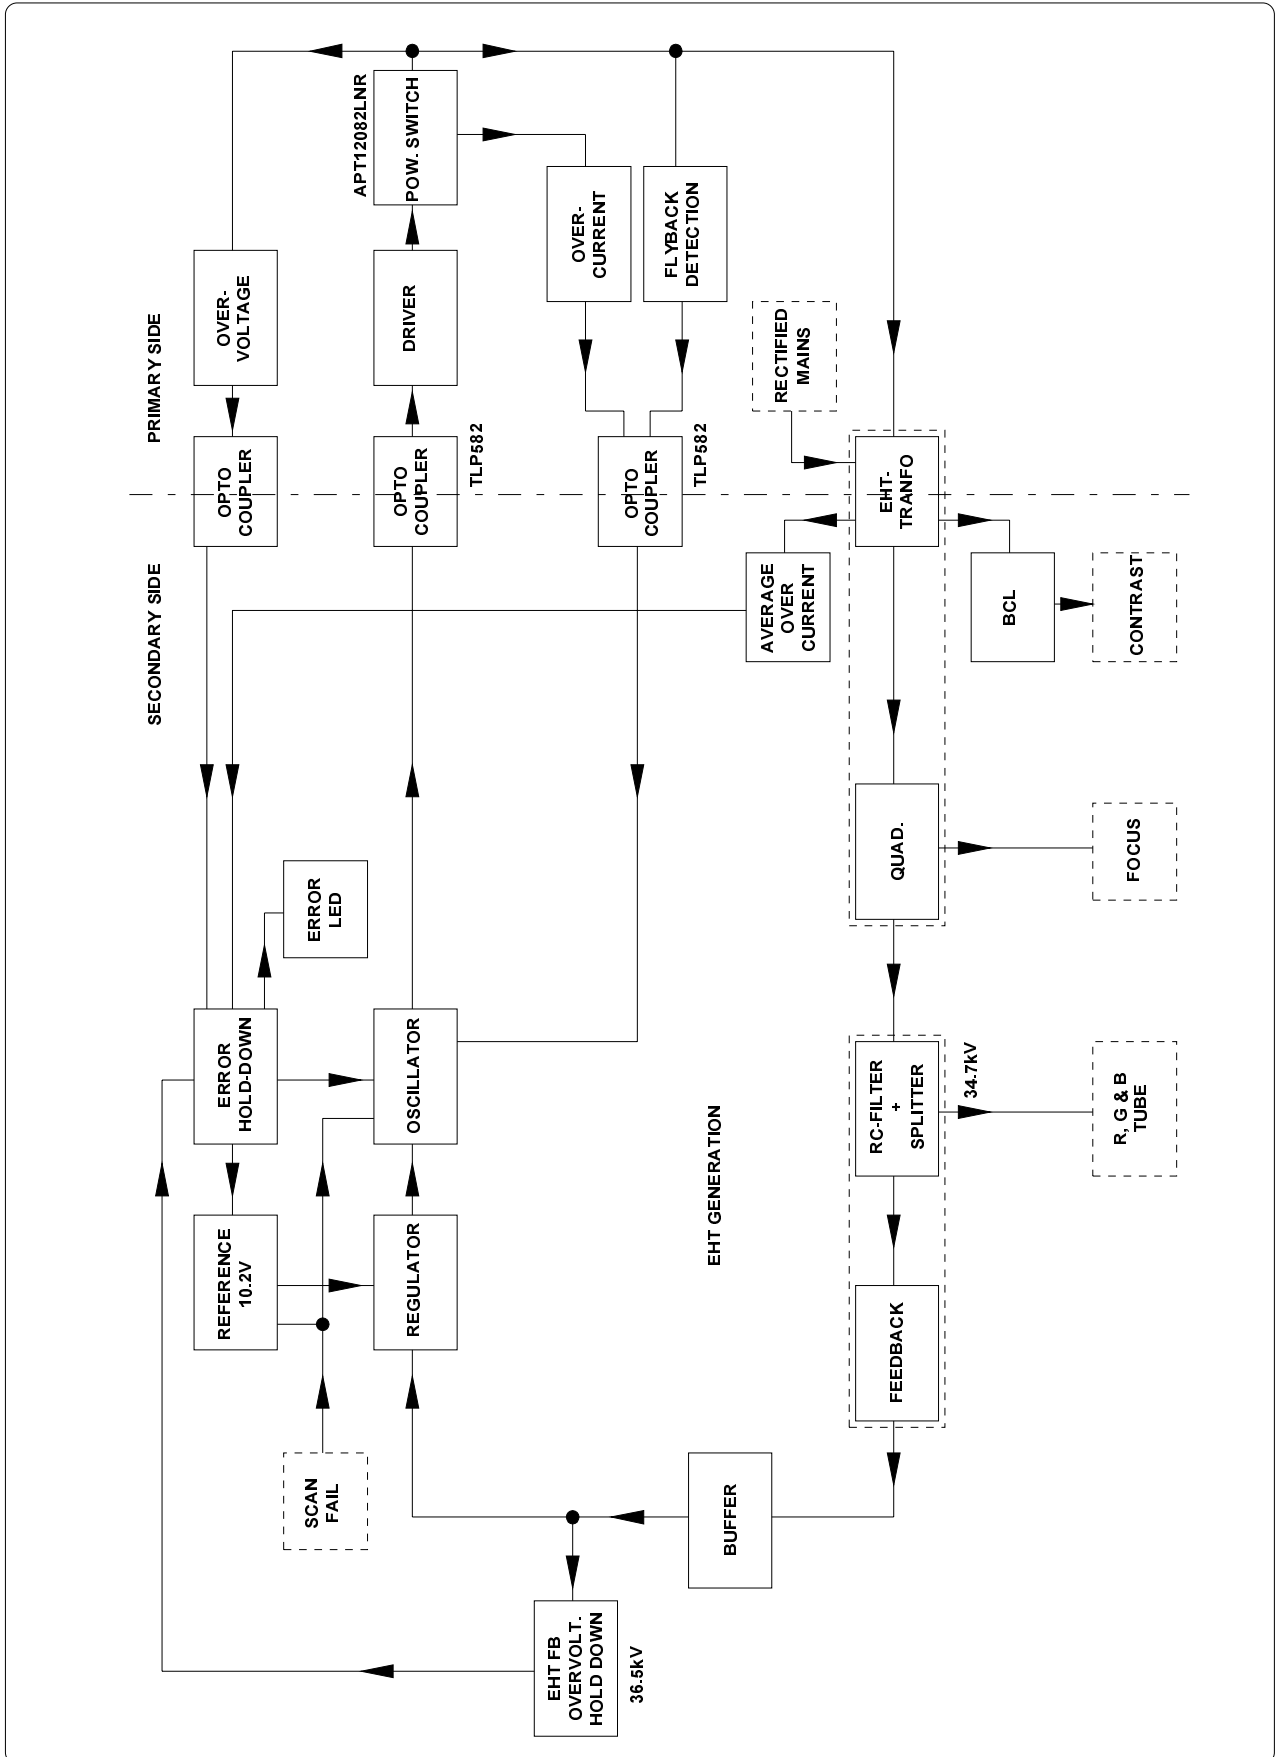 EHT FB
OVERVOLT.
HOLD DOWN
36.5kV
SCAN
FAIL
BUFFER
REFERENCE
10.2V
REGULATOR
FEEDBACK
EHT GENERATION
ERROR
HOLD-DOWN
OSCILLATOR
RC-FILTER
+
SPLITTER
34.7kV
R, G & B
TUBE
ERROR
LED
QUAD.
FOCUS
SECONDARY SIDE
AVERAGE
OVER
CURRENT
BCL
CONTRAST
OPTO
COUPLER
OPTO
COUPLER
TLP582
OPTO
COUPLER
TLP582
EHT-
TRANFO
PRIMARY SIDE
OVER-
VOLTAGE
DRIVER
RECTIFIED
MAINS
OVER-
CURRENT
FLYBACK
DETECTION
APT12082LNR
POW. SWITCH